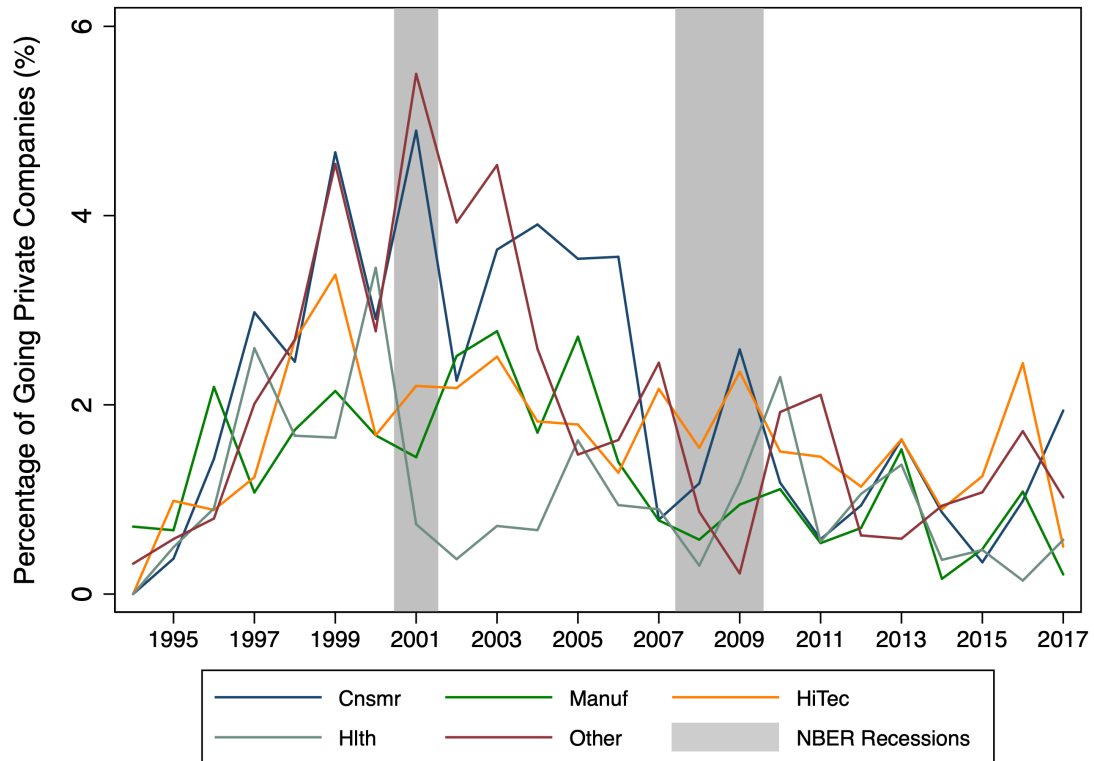 Percentage of Going Private Companies (%)
6
4
2
0
1995 1997 1999 2001 2003 2005 2007 2009 2011 2013 2015 2017
Cnsmr Manuf HiTec
Hlth Other NBER Recessions